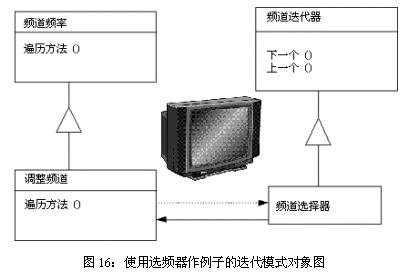 频道频率
遍历方法 ()
频道迭代器
下一个 ()
上一个 ()
调整频道
遍历方法 ()
频道选择器
图 16: 使用选频器作例子的迭代模式对象图